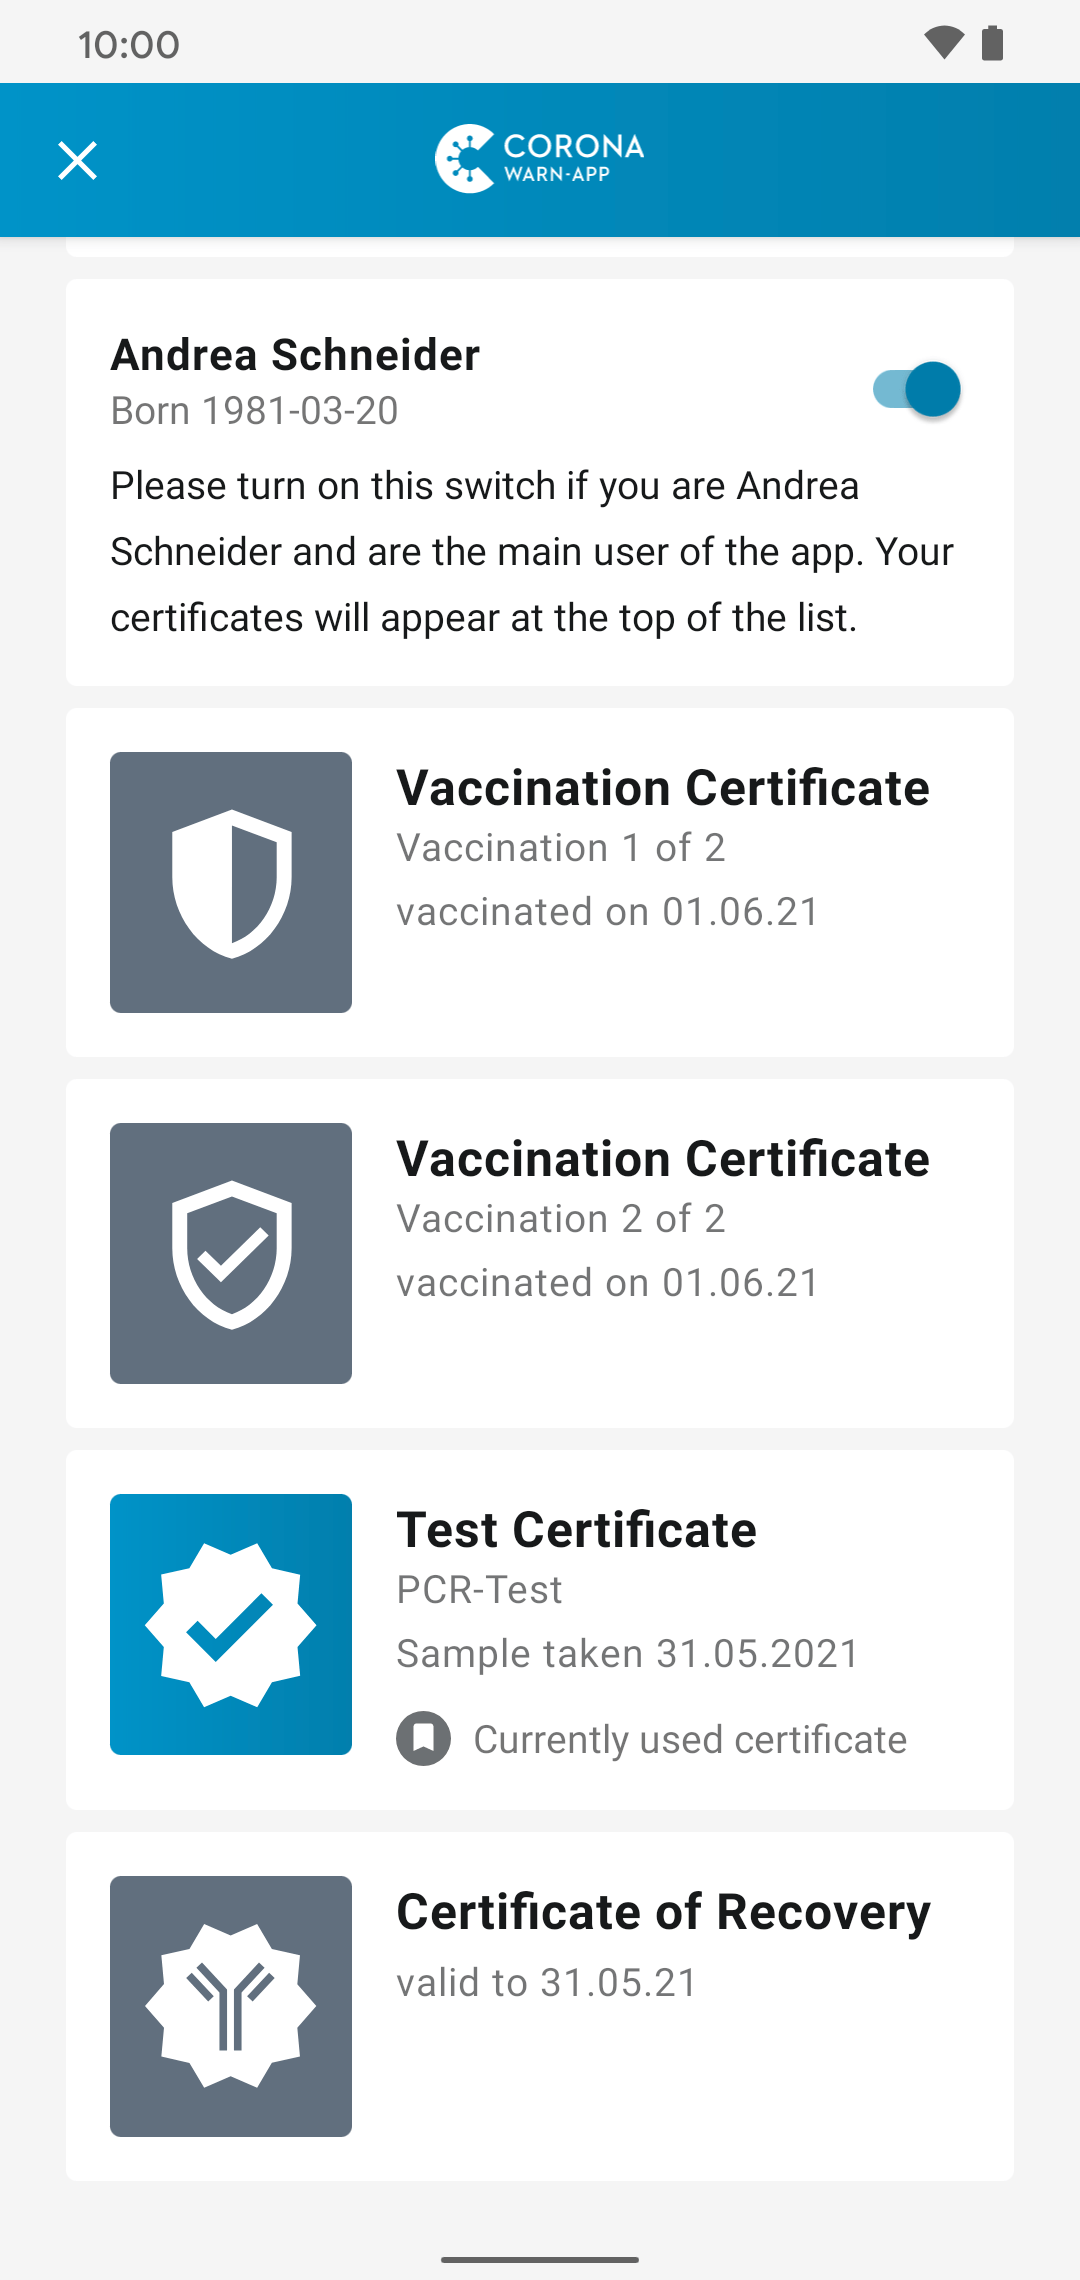 10:00
CORONA
WARN-APP
Andrea Schneider
Born 1981-03-20
Please turn on this switch if you are Andrea
Schneider and are the main user of the app. Your
certificates will appear at the top of the list.
Vaccination Certificate
Vaccination 1 of 2
vaccinated on 01.06.21
Vaccination Certificate
Vaccination 2 of 2
vaccinated on 01.06.21
Test Certificate
PCR-Test
Sample taken 31.05.2021
Currently used certificate
Certificate of Recovery
valid to 31.05.21